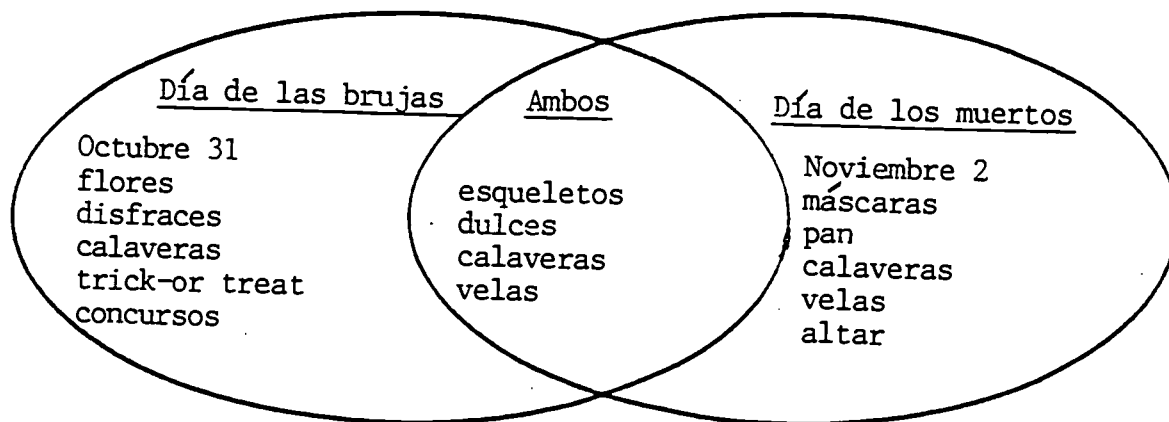 Día de las brujas
Octubre 31
flores
disfraces
calaveras
trick-or treat
concursos
Ambos
esqueletos
dulces
calaveras
velas
Día de los muertos
Noviembre 2
máscaras
pan
calaveras
velas
altar